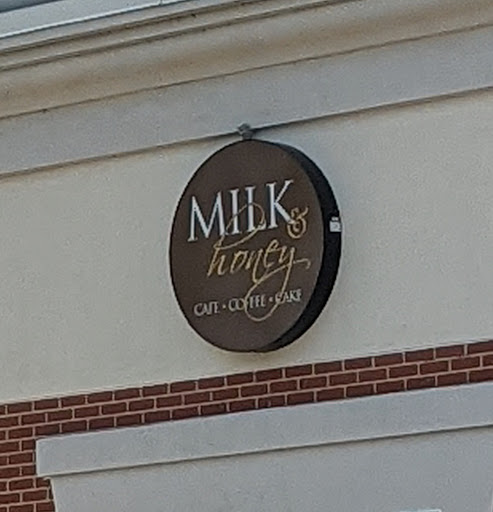 MILK &
honey
CAFE • COFFEE • CAKE